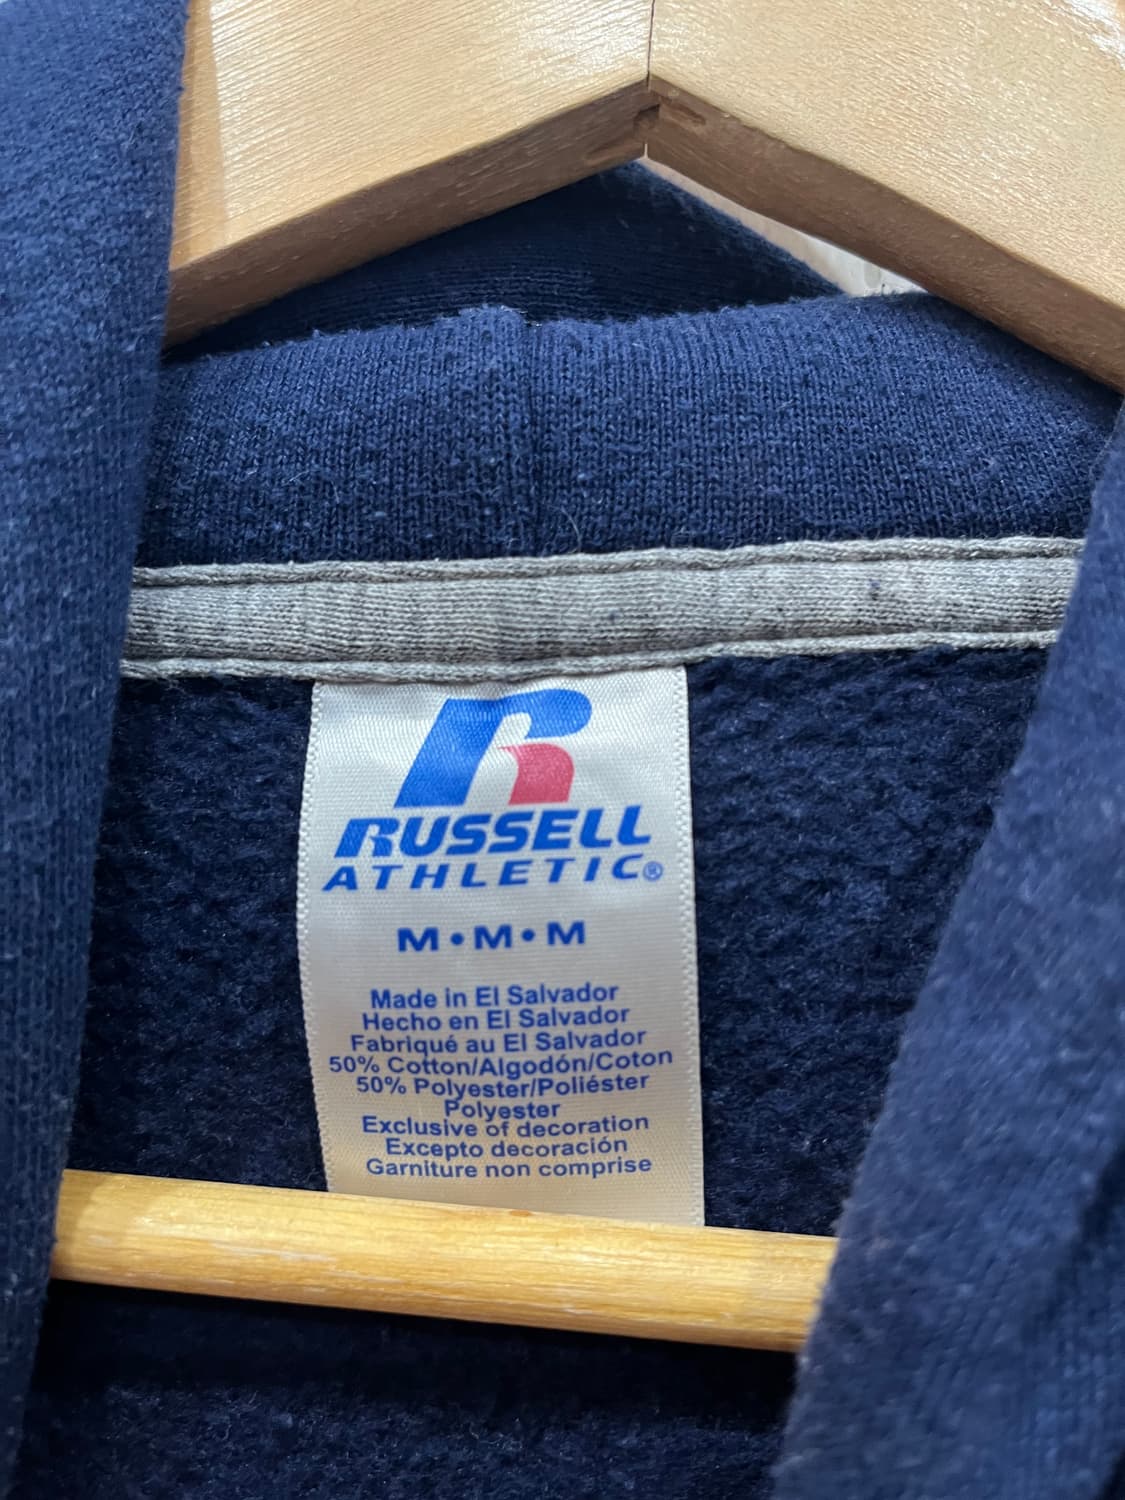 R
RUSSELL
ATHLETIC®
M•M•M
Made in El Salvador
Hecho en El Salvador
Fabriqué au El Salvador
50% Cotton/Algodón/Coton
50% Polyester/Poliéster
Polyester
Exclusive of decoration
Excepto decoración
Garniture non comprise